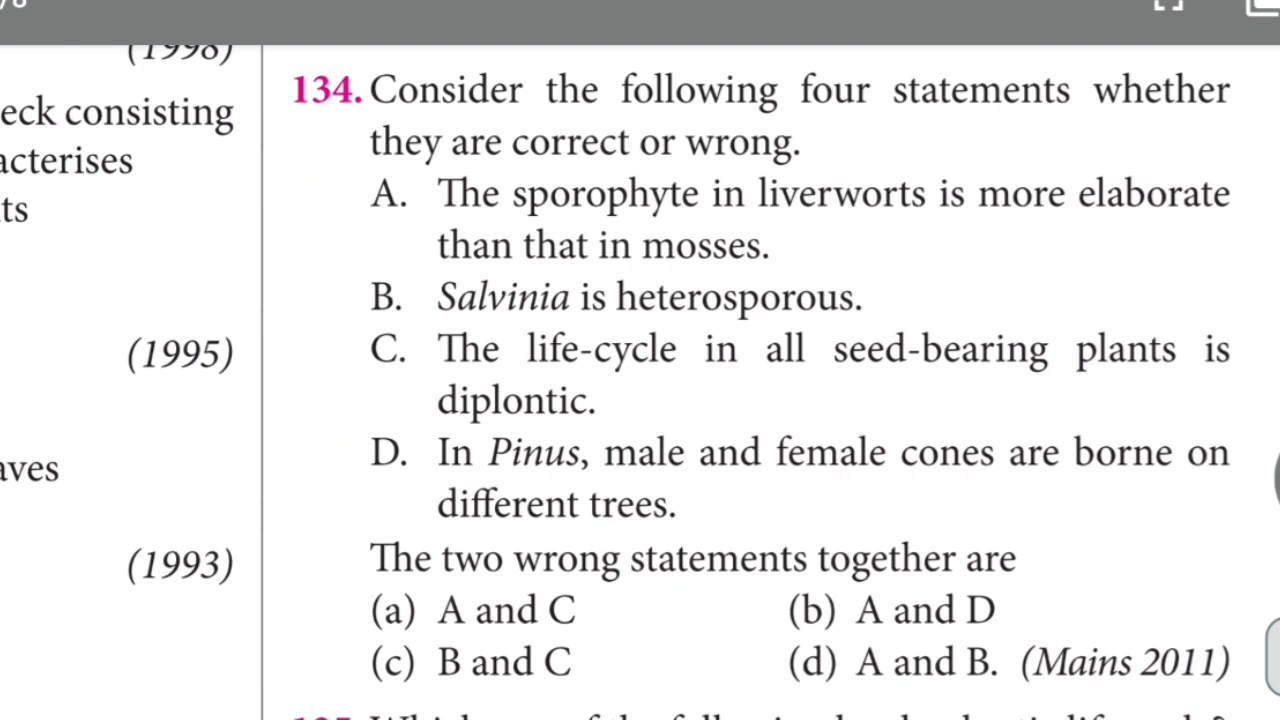 (1998)
eck consisting
acterises
ts
(1995)
aves
(1993)
134. Consider the following four statements whether
they are correct or wrong.
A. The sporophyte in liverworts is more elaborate
than that in mosses.
B. Salvinia is heterosporous.
C. The life-cycle in all seed-bearing plants is
diplontic.
D. In Pinus, male and female cones are borne on
different trees.
The two wrong statements together are
(a) A and C (b) A and D
(c) B and C (d) A and B. (Mains 2011)